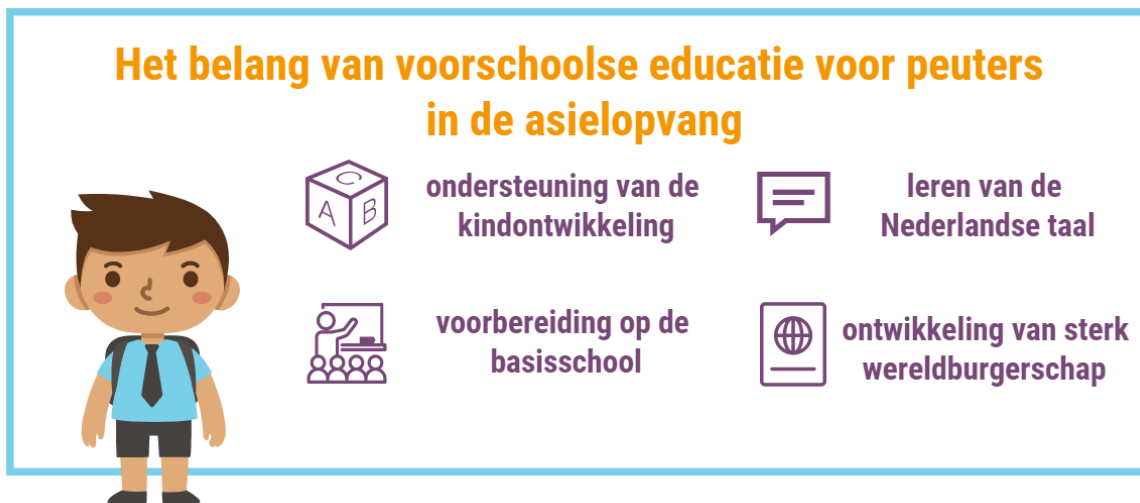 Het belang van voorschoolse educatie voor peuters
in de asielopvang
ondersteuning van de
kindontwikkeling
leren van de
Nederlandse taal
voorbereiding op de
basisschool
ontwikkeling van sterk
wereldburgerschap
A
B
C